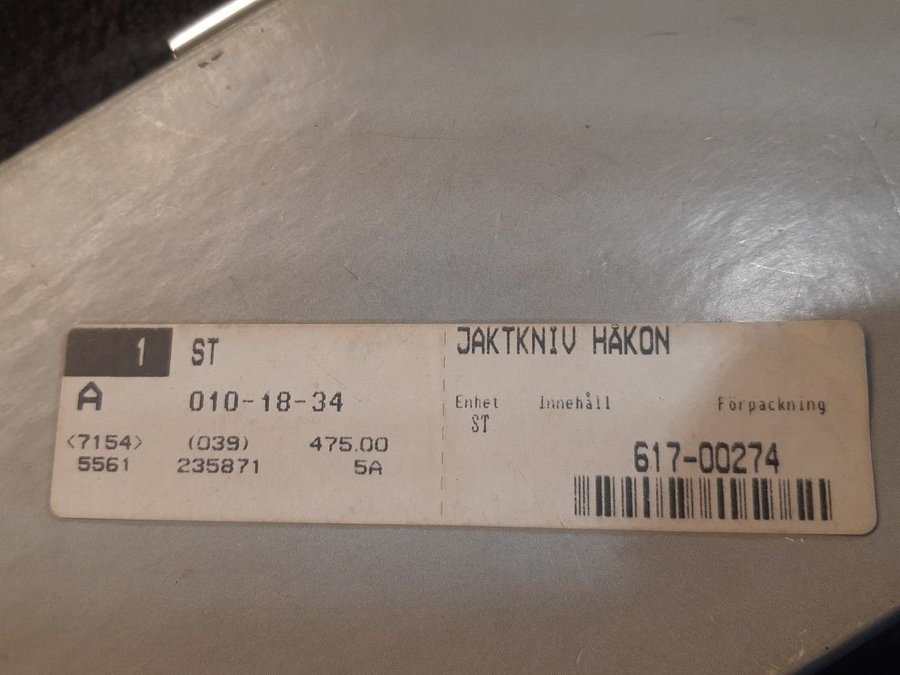 1 ST
A 010-18-34
<7154> (039) 475.00
5561 235871 5A
JAKTKNIV HÅKON
Enhet Innehåll Förpackning
ST
617-00274